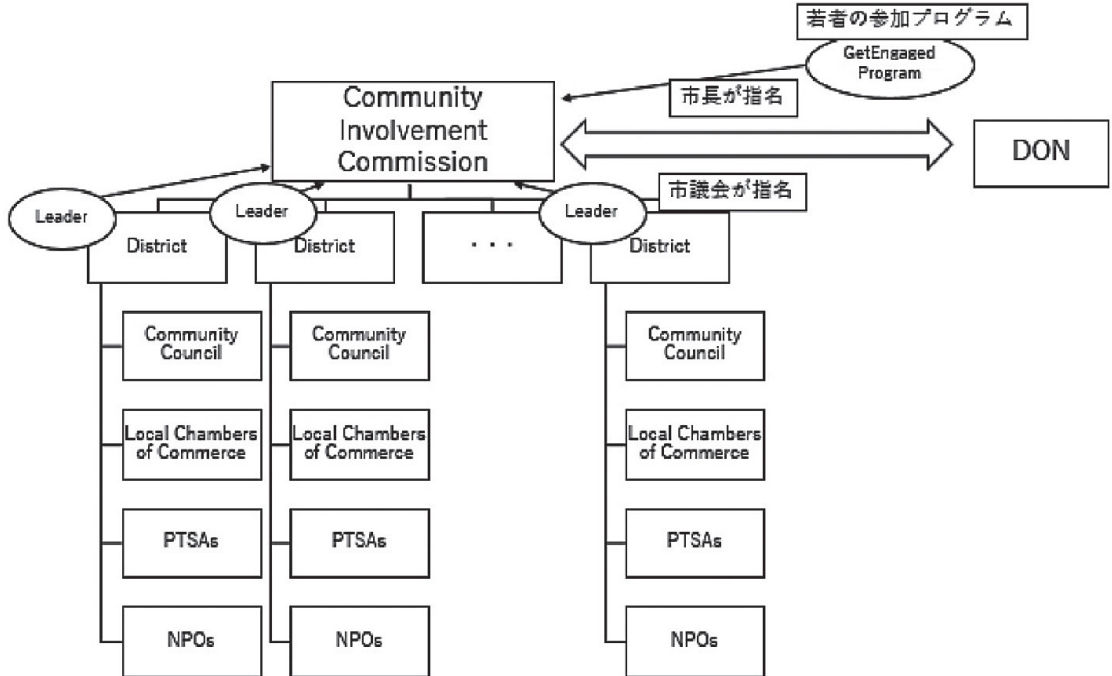 若者の参加プログラム
GetEngaged
Program
Community
Involvement
Commission
市長が指名
DON
市議会が指名
Leader
Leader
Leader
District
District
・・・
District
Community
Council
Community
Council
Community
Council
Local Chambers
of Commerce
Local Chambers
of Commerce
Local Chambers
of Commerce
PTSAs
PTSAs
PTSAs
NPOs
NPOs
NPOs